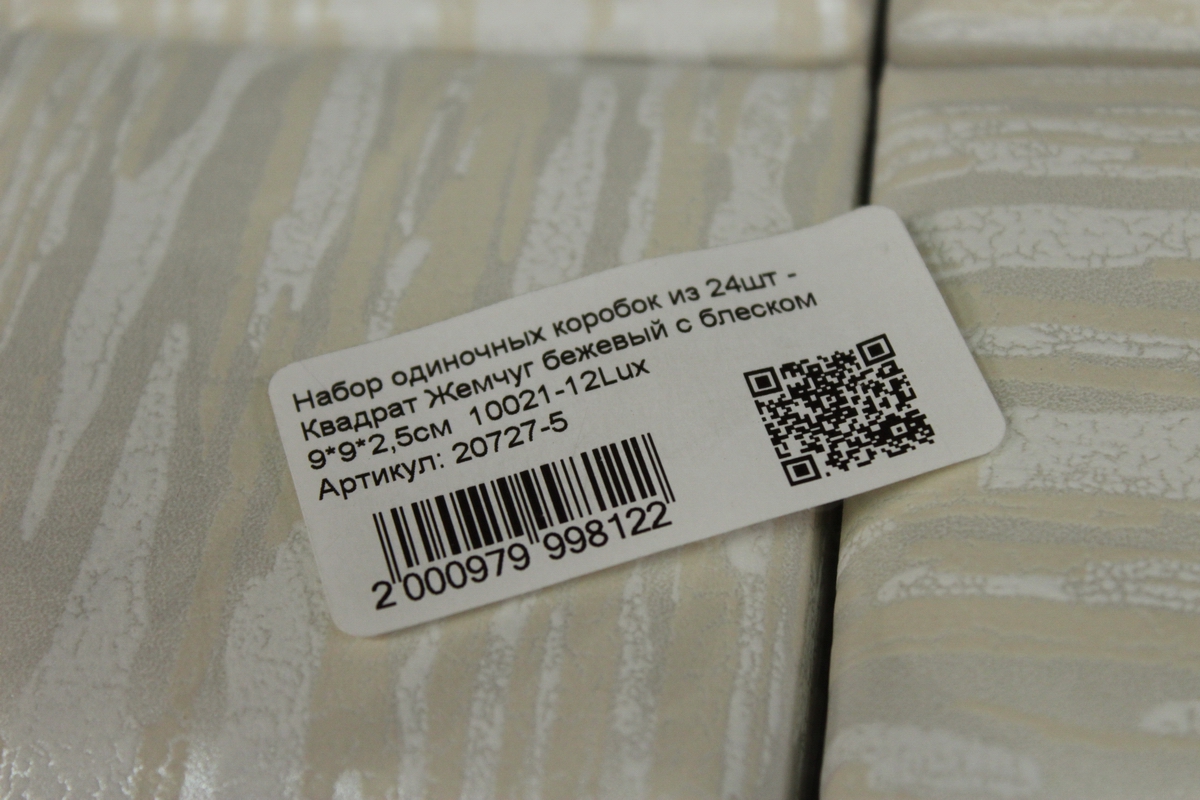 Набор одиночных коробок из 24шт -
Квадрат Жемчуг бежевый с блеском
9*9*2,5см 10021-12Lux
Артикул: 20727-5
2 000979 998122